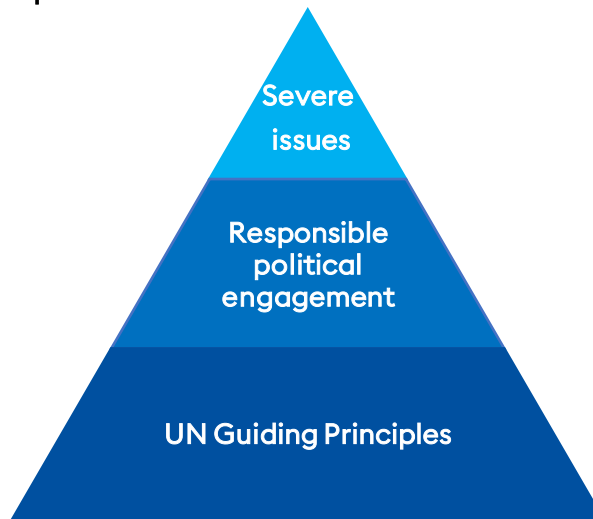 Severe
issues
Responsible
political
engagement
UN Guiding Principles